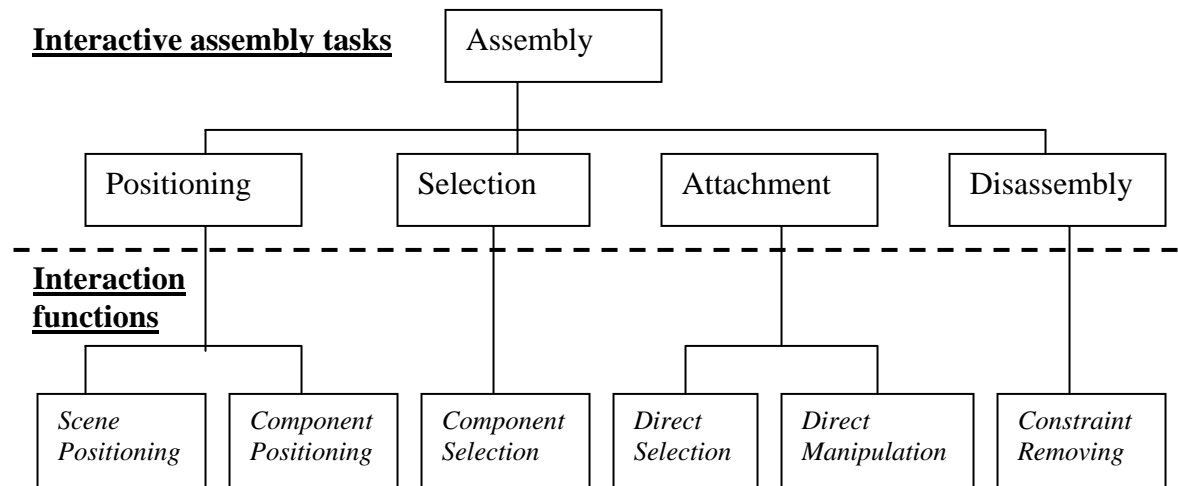 Interactive assembly tasks
Assembly
Positioning
Selection
Attachment
Disassembly
Interaction
functions
Scene
Positioning
Component
Positioning
Component
Selection
Direct
Selection
Direct
Manipulation
Constraint
Removing